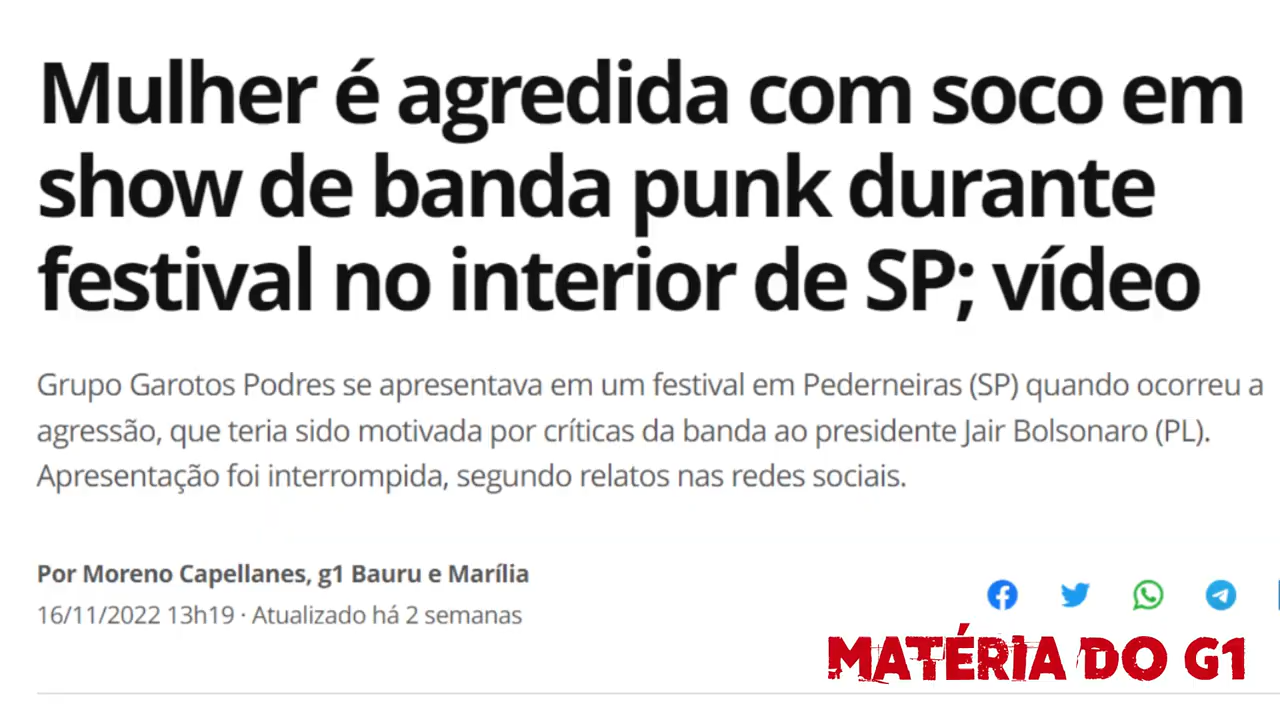 Mulher é agredida com soco em
show de banda punk durante
festival no interior de SP; vídeo
Grupo Garotos Podres se apresentava em um festival em Pederneiras (SP) quando ocorreu a
agressão, que teria sido motivada por críticas da banda ao presidente Jair Bolsonaro (PL).
Apresentação foi interrompida, segundo relatos nas redes sociais.
Por Moreno Capellanes, g1 Bauru e Marília
16/11/2022 13h19 · Atualizado há 2 semanas
MATÉRIA DO G1